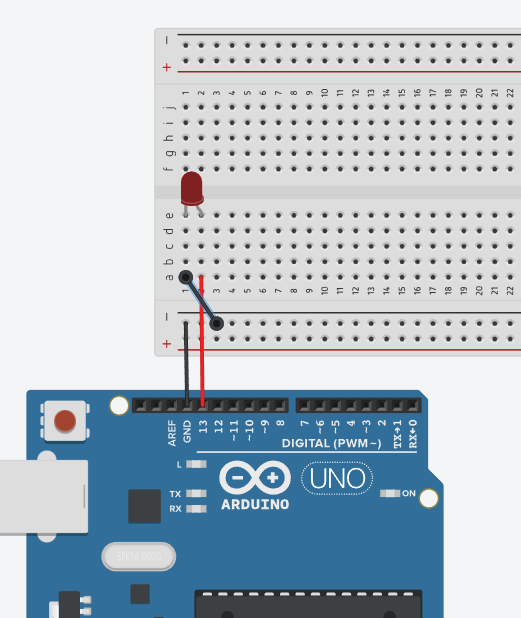 −
+
1 2 3 4 5 6 7 8 9 10 11 12 13 14 15 16 17 18 19 20 21 22
j
i
h
g
f
e
d
c
b
a
1 2 3 4 5 6 7 8 9 10 11 12 13 14 15 16 17 18 19 20 21 22
−
+
AREF GND 13 12 ~11 ~10 ~9 8 7 ~6 ~5 4 ~3 2 TX→1 RX←0
DIGITAL (PWM~)
L
TX
RX
UNO
ON
ARDUINO